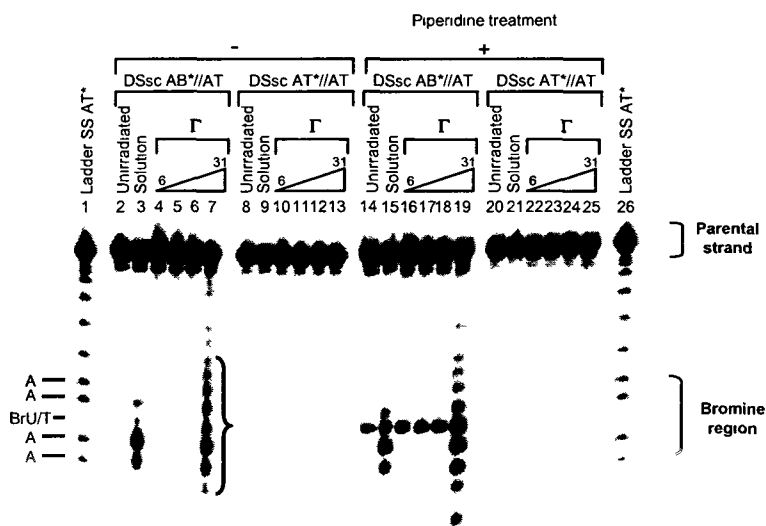 Piperidine treatment
- +
DSsc AB*//AT DSsc AT*//AT DSsc AB*//AT DSsc AT*//AT
Ladder SS AT* Unirradiated Solution Γ Unirradiated Solution Γ Unirradiated Solution Γ Unirradiated Solution Γ Ladder SS AT*
6 31 6 31 6 31 6 31
1 2 3 4 5 6 7 8 9 10 11 12 13 14 15 16 17 18 19 20 21 22 23 24 25 26
Parental
strand
A
A
BrU/T
A
A
Bromine
region